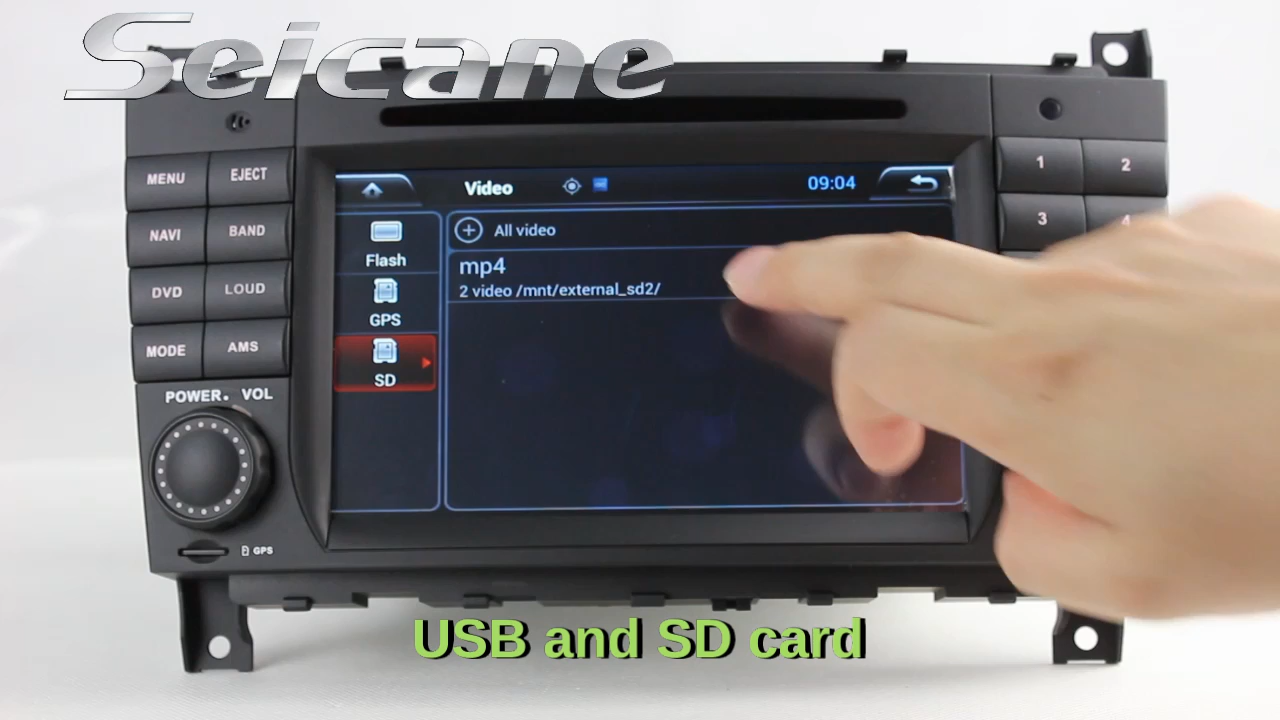 Seicane
MENU
EJECT
NAVI
BAND
DVD
LOUD
MODE
AMS
POWER. VOL
GPS
Video
09:04
Flash
GPS
SD
All video
mp4
2 video /mnt/external_sd2/
1
2
3
4
USB and SD card